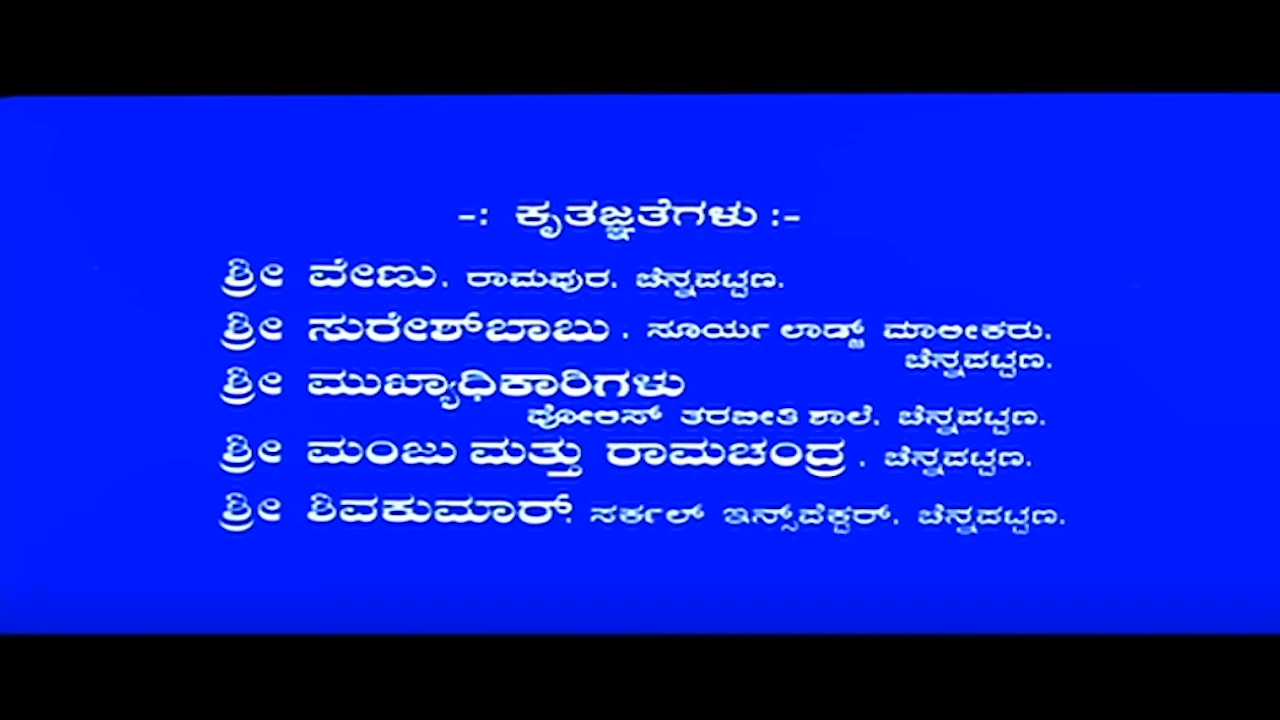 -: ಕೃತಜ್ಞತೆಗಳು :-
ಶ್ರೀ ವೇಣು. ರಾಮಪುರ. ಚೆನ್ನಪಟ್ಟಣ.
ಶ್ರೀ ಸುರೇಶ್‌ಬಾಬು . ಸೂರ್ಯ ಲಾಡ್ಜ್ ಮಾಲೀಕರು.
ಚೆನ್ನಪಟ್ಟಣ.
ಶ್ರೀ ಮುಖ್ಯಾಧಿಕಾರಿಗಳು
ಪೋಲಿಸ್ ತರಬೇತಿ ಶಾಲೆ. ಚೆನ್ನಪಟ್ಟಣ.
ಶ್ರೀ ಮಂಜು ಮತ್ತು ರಾಮಚಂದ್ರ . ಚೆನ್ನಪಟ್ಟಣ.
ಶ್ರೀ ಶಿವಕುಮಾರ್. ಸರ್ಕಲ್ ಇನ್ಸ್‌ಪೆಕ್ಟರ್. ಚೆನ್ನಪಟ್ಟಣ.